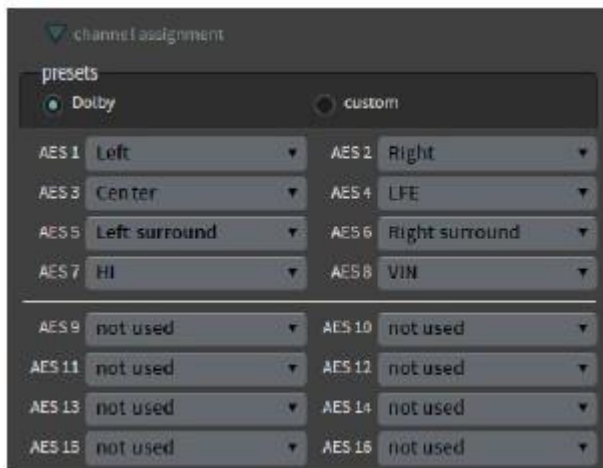 channel assignment
presets
Dolby custom
AES 1 Left AES 2 Right
AES 3 Center AES 4 LFE
AES 5 Left surround AES 6 Right surround
AES 7 HI AES 8 VIN
AES 9 not used AES 10 not used
AES 11 not used AES 12 not used
AES 13 not used AES 14 not used
AES 15 not used AES 16 not used